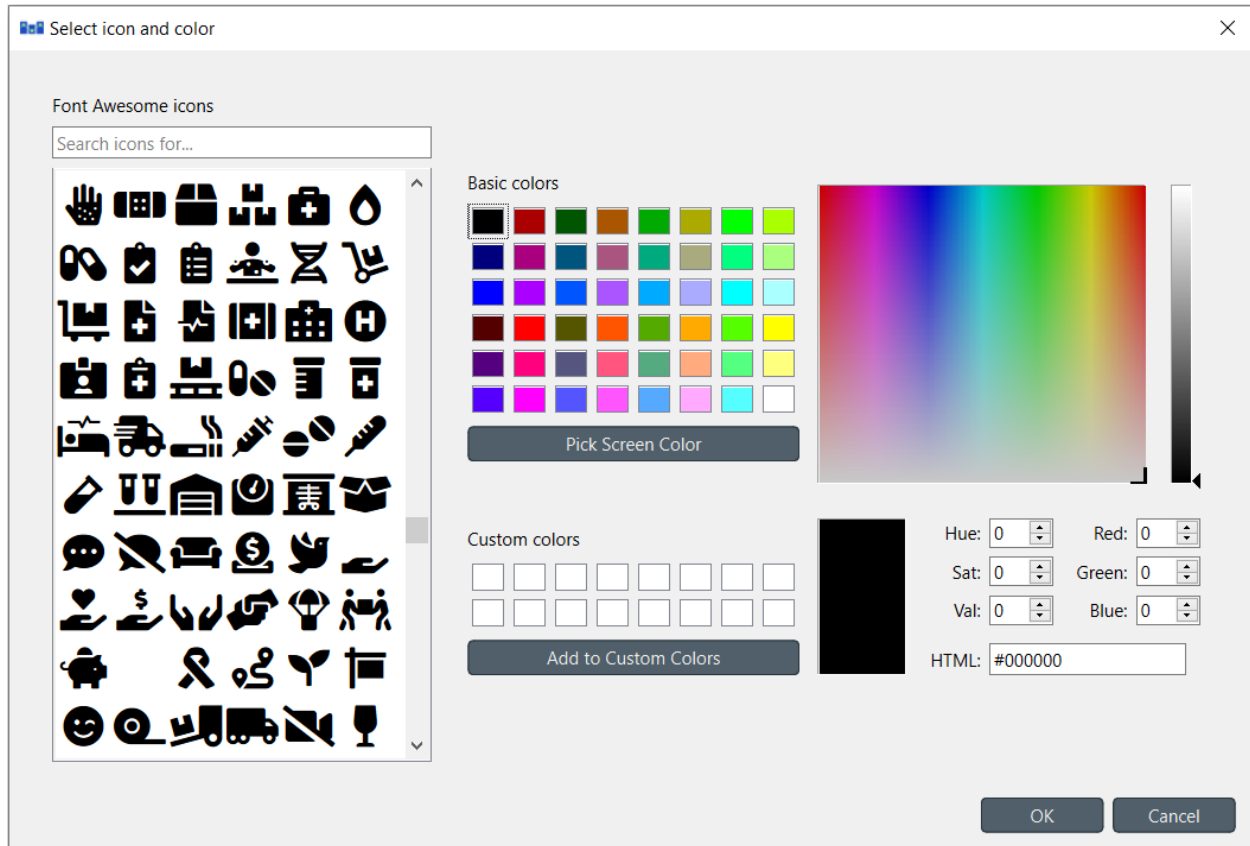 Select icon and color
Font Awesome icons
Search icons for...
Basic colors
Pick Screen Color
Custom colors
Add to Custom Colors
Hue: 0
Red: 0
Sat: 0
Green: 0
Val: 0
Blue: 0
HTML: #000000
OK
Cancel